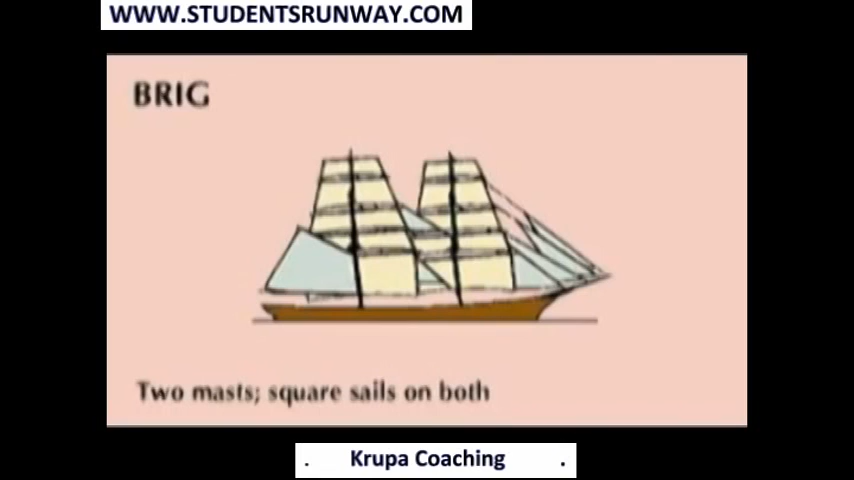 WWW.STUDENTSRUNWAY.COM
BRIG
Two masts; square sails on both
. Krupa Coaching .